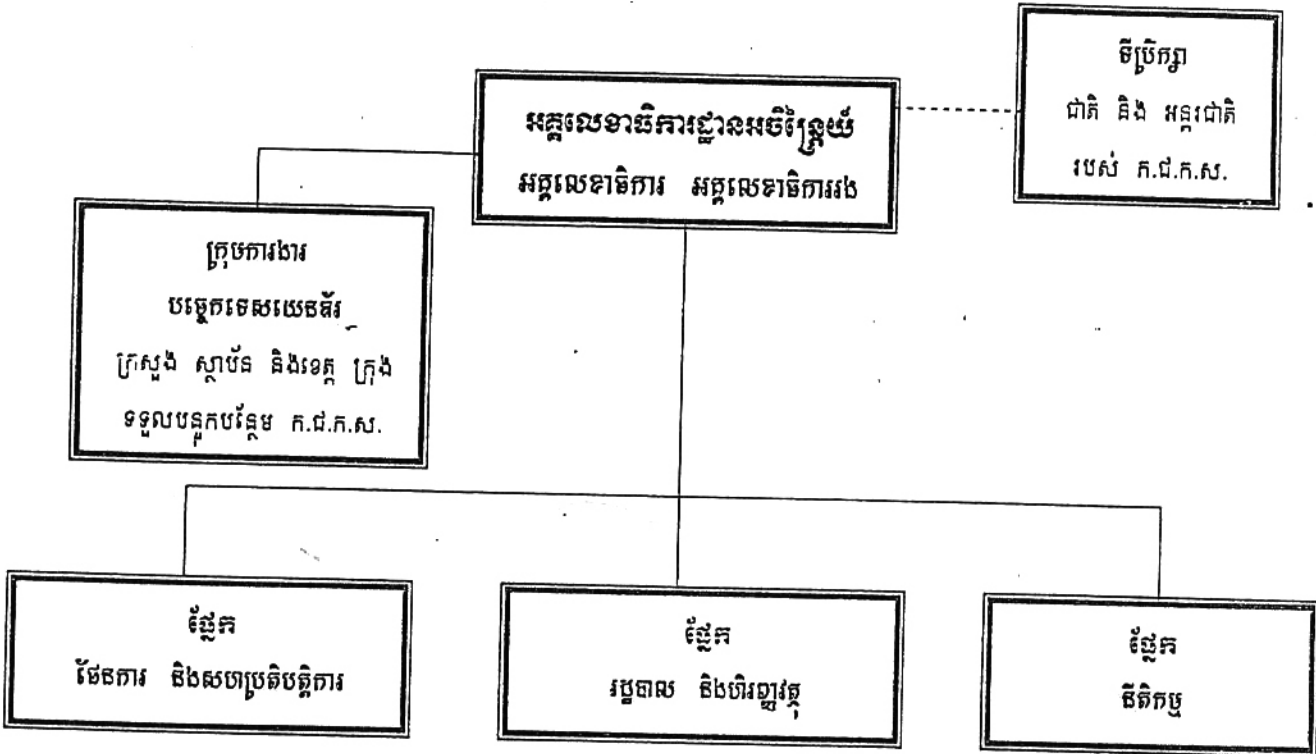 ទីប្រឹក្សា
ជាតិ និង អន្តរជាតិ
របស់ ក.ជ.ក.ស.
អគ្គលេខាធិការដ្ឋានអចិន្ត្រៃយ៍
អគ្គលេខាធិការ អគ្គលេខាធិការរង
ក្រុមការងារ
បច្ចេកទេសយេនឌ័រ
ក្រសួង ស្ថាប័ន និងខេត្ត ក្រុង
ទទួលបន្ទុកបន្ថែម ក.ជ.ក.ស.
ផ្នែក
ផែនការ និងសហប្រតិបត្តិការ
ផ្នែក
រដ្ឋបាល និងហិរញ្ញវត្ថុ
ផ្នែក
នីតិកម្ម